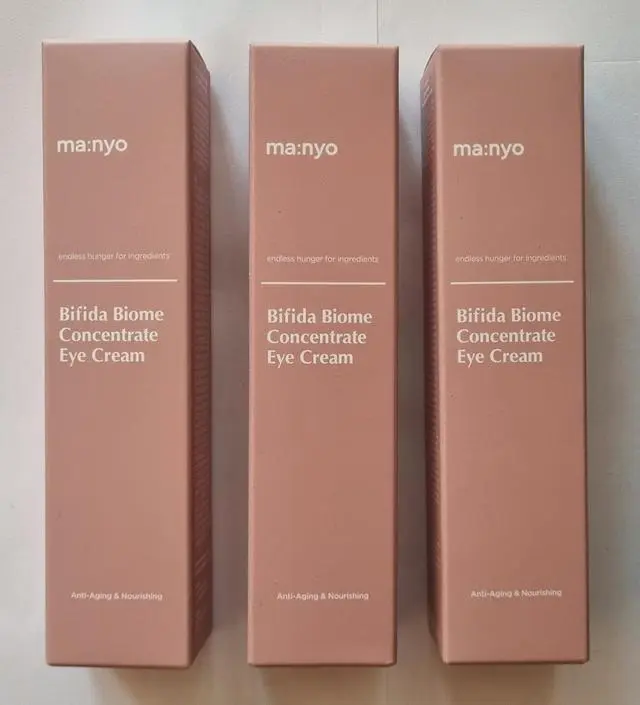 ma:nyo
endless hunger for ingredients
Bifida Biome
Concentrate
Eye Cream
Anti-Aging & Nourishing
ma:nyo
endless hunger for ingredients
Bifida Biome
Concentrate
Eye Cream
Anti-Aging & Nourishing
ma:nyo
endless hunger for ingredients
Bifida Biome
Concentrate
Eye Cream
Anti-Aging & Nourishing